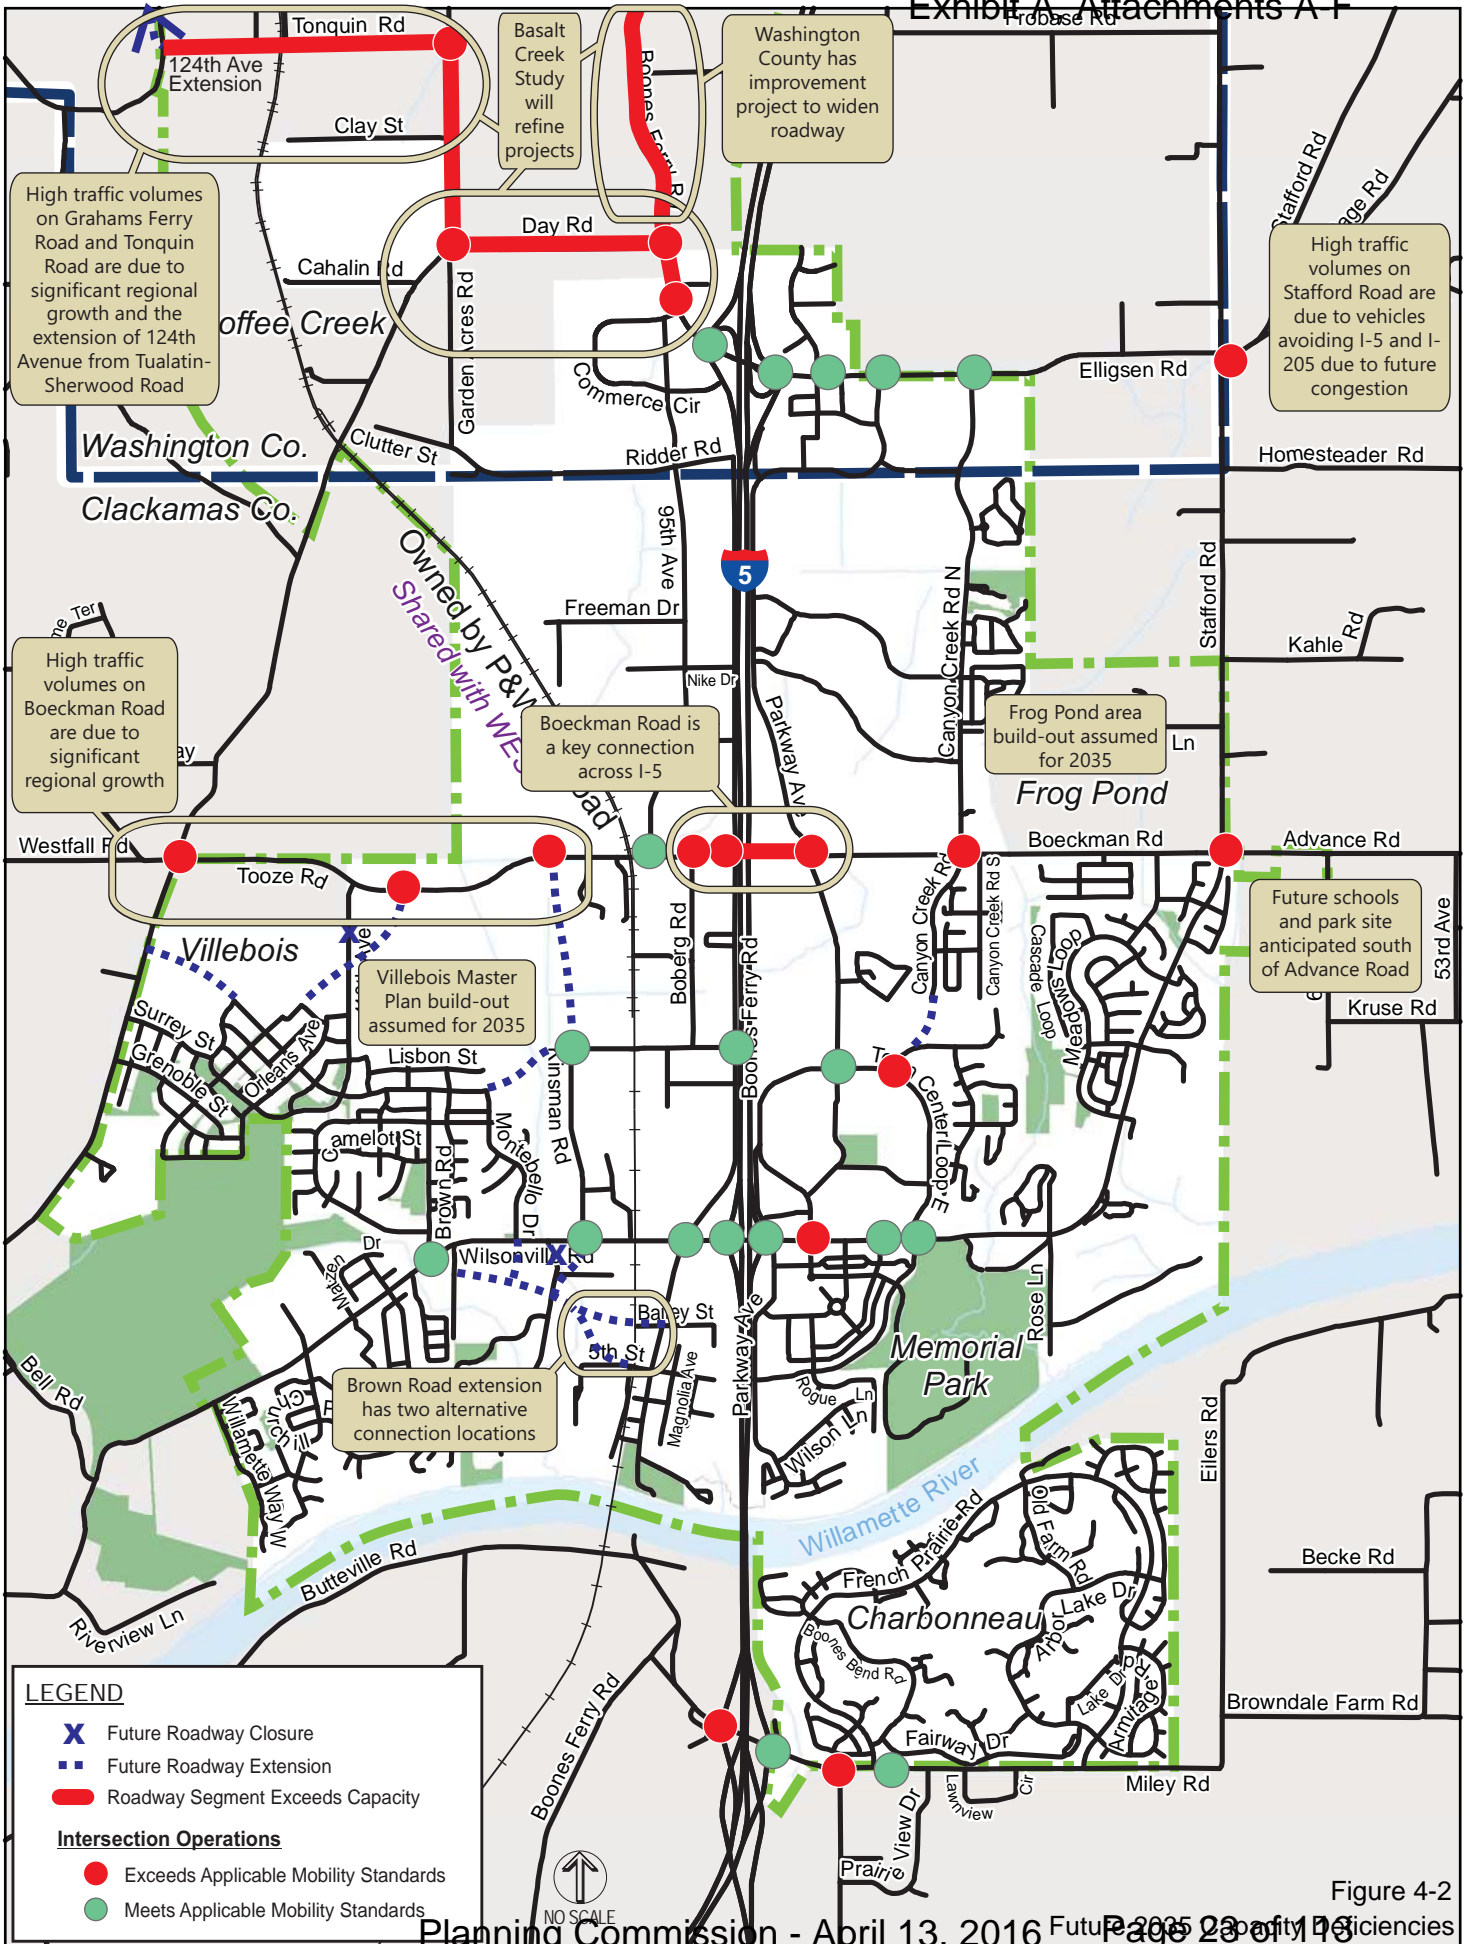 Exhibit A, Attachments A-F
Tonquin Rd
124th Ave
Extension
Clay St
Basalt
Creek
Study
will
refine
projects
Boones Ferry Rd
Washington
County has
improvement
project to widen
roadway
Frobase Rd
Stafford Rd
age Rd
High traffic volumes
on Grahams Ferry
Road and Tonquin
Road are due to
significant regional
growth and the
extension of 124th
Avenue from Tualatin-
Sherwood Road
Day Rd
Cahalin Rd
offee Creek
Garden Acres Rd
Commerce Cir
High traffic
volumes on
Stafford Road are
due to vehicles
avoiding I-5 and I-
205 due to future
congestion
Elligsen Rd
Washington Co.
Clutter St
Ridder Rd
Homesteader Rd
Clackamas Co.
95th Ave
5
Owned by P&W
oad
Shared with WES
Freeman Dr
Nike Dr
Parkway Ave
Canyon Creek Rd N
Stafford Rd
Kahle Rd
me Ter
High traffic
volumes on
Boeckman Road
are due to
significant
regional growth
ay
Boeckman Road is
a key connection
across I-5
Frog Pond area
build-out assumed
for 2035
Ln
Frog Pond
Westfall Rd
Tooze Rd
Boeckman Rd
Advance Rd
Villebois
Villebois Master
Plan build-out
assumed for 2035
Boberg Rd
Boones Ferry Rd
Canyon Creek Rd
Canyon Creek Rd S
Cascade Loop
Meadows Loop
Future schools
and park site
anticipated south
of Advance Road
53rd Ave
6
Kruse Rd
Surrey St
Grenoble St
Orleans Ave
Lisbon St
Kinsman Rd
Camelot St
Brown Rd
Montebello Dr
Center Loop E
Matzen Dr
Wilsonville Rd
X
X
Bailey St
5th St
Magnolia Ave
Parkway Ave
Rose Ln
Memorial
Park
Rogue Ln
Wilson Ln
Bell Rd
Willamette Way W
Churchill
Brown Road extension
has two alternative
connection locations
Eilers Rd
Willamette River
French Prairie Rd
Old Farm Rd
Lake Dr
Arbor
Charbonneau
Boones Bend Rd
Lake Dr
Armitage Rd
Fairway Dr
Becke Rd
Browndale Farm Rd
Butteville Rd
Riverview Ln
Boones Ferry Rd
Miley Rd
Lawnview Cir
Prairie View Dr
LEGEND
X Future Roadway Closure
Future Roadway Extension
Roadway Segment Exceeds Capacity
Intersection Operations
Exceeds Applicable Mobility Standards
Meets Applicable Mobility Standards
NO SCALE
Figure 4-2
Future 2035 Capacity Deficiencies
Planning Commission - April 13, 2016
Page 23 of 113